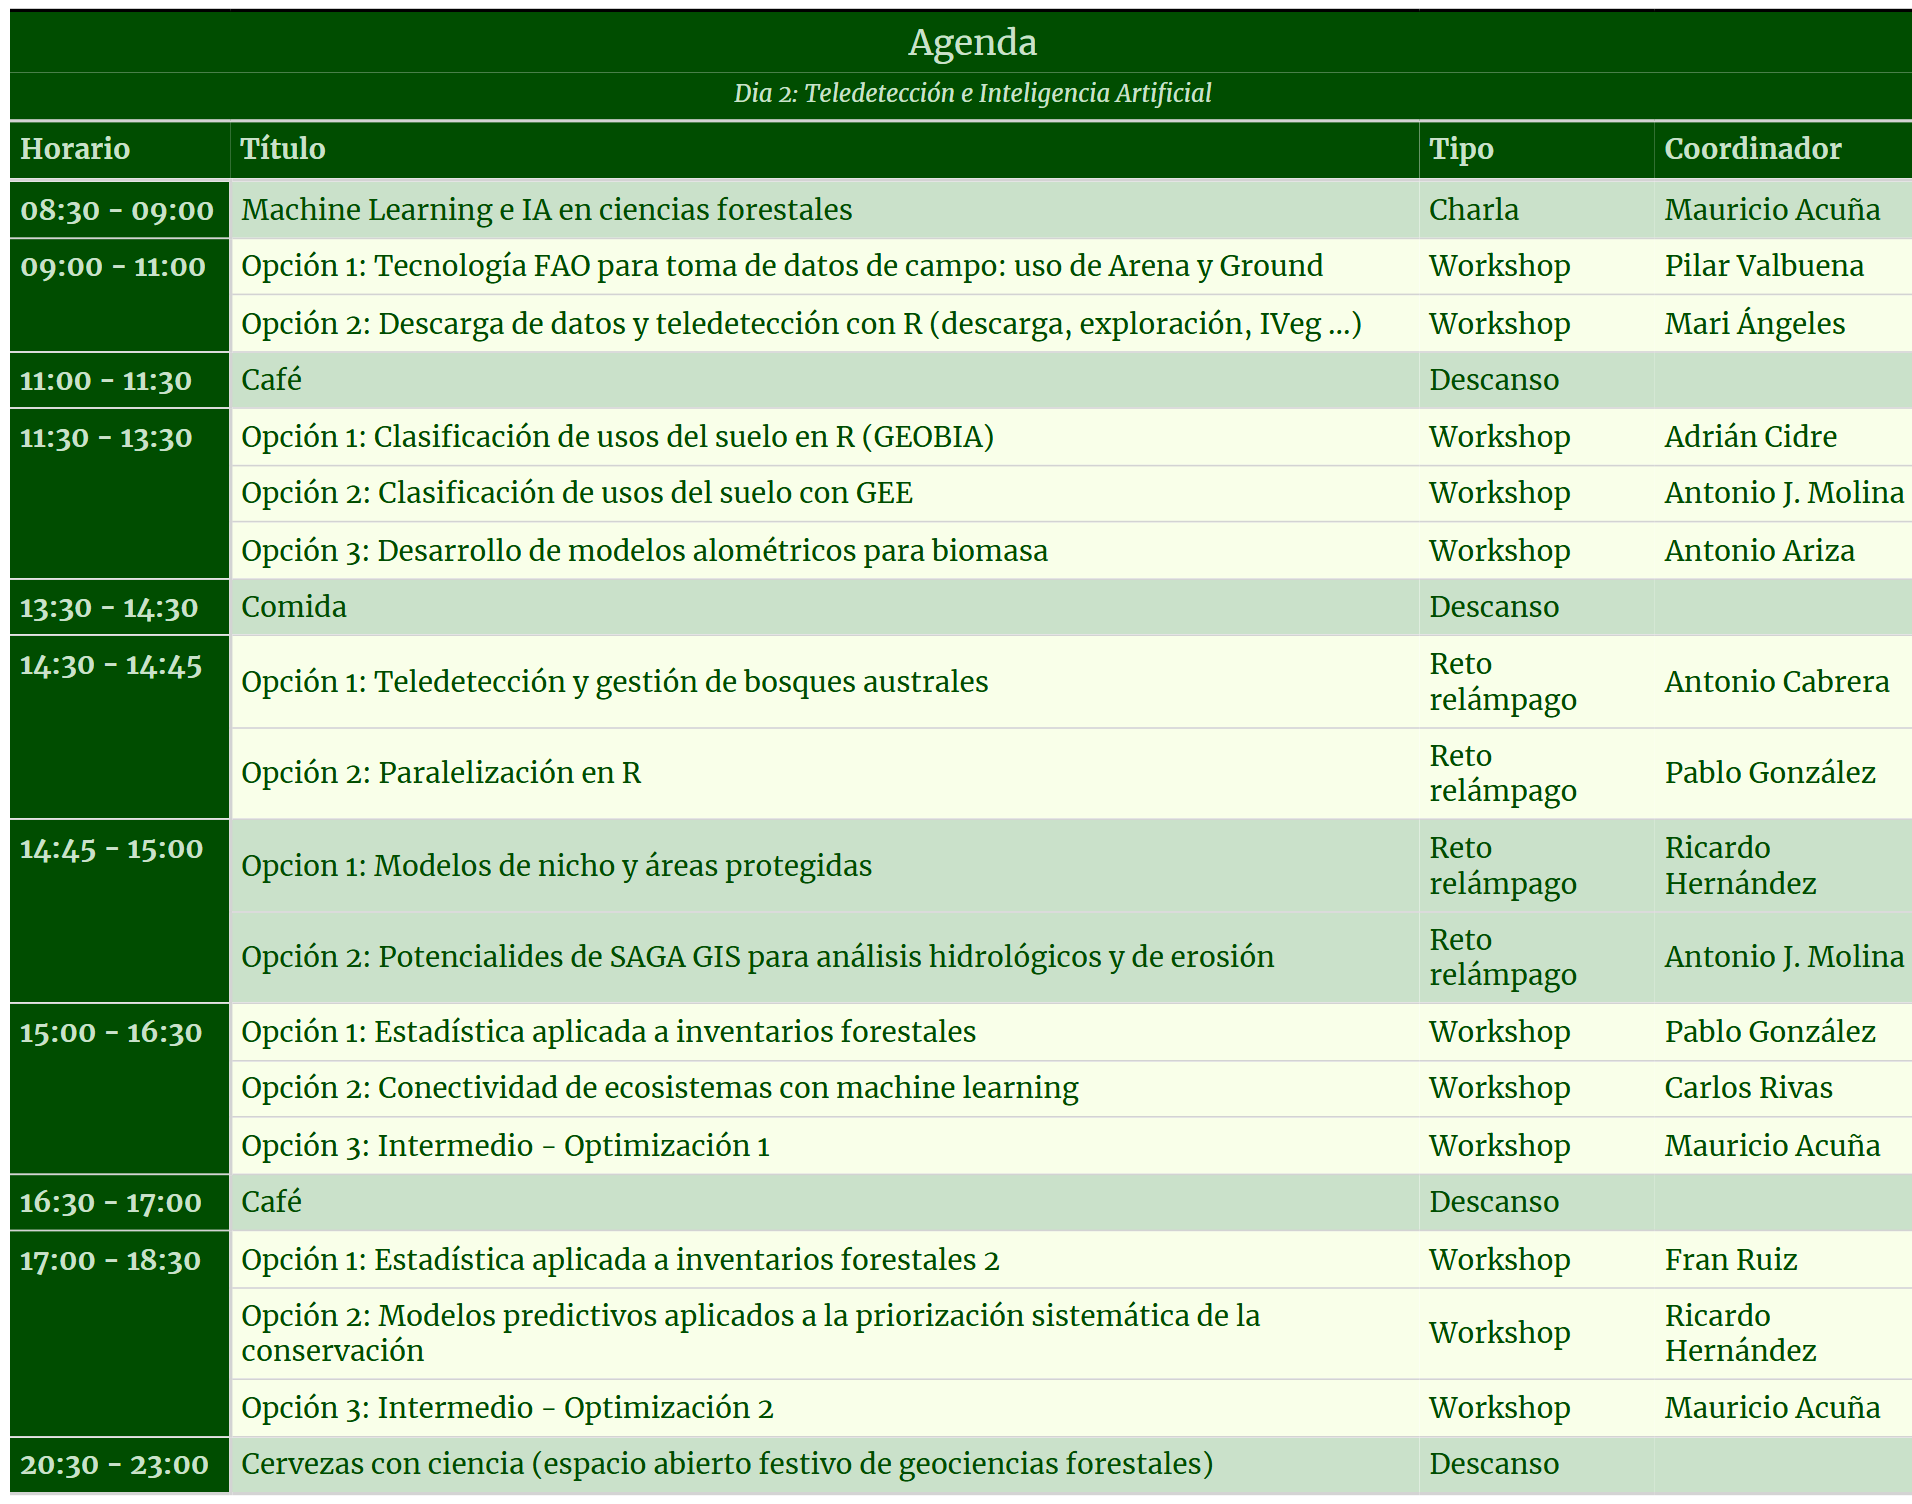 Agenda
Dia 2: Teledetección e Inteligencia Artificial
Horario Título Tipo Coordinador
08:30 - 09:00 Machine Learning e IA en ciencias forestales Charla Mauricio Acuña
09:00 - 11:00 Opción 1: Tecnología FAO para toma de datos de campo: uso de Arena y Ground Workshop Pilar Valbuena
Opción 2: Descarga de datos y teledetección con R (descarga, exploración, IVeg ...) Workshop Mari Ángeles
11:00 - 11:30 Café Descanso
11:30 - 13:30 Opción 1: Clasificación de usos del suelo en R (GEOBIA) Workshop Adrián Cidre
Opción 2: Clasificación de usos del suelo con GEE Workshop Antonio J. Molina
Opción 3: Desarrollo de modelos alométricos para biomasa Workshop Antonio Ariza
13:30 - 14:30 Comida Descanso
14:30 - 14:45 Opción 1: Teledetección y gestión de bosques australes Reto relámpago Antonio Cabrera
Opción 2: Paralelización en R Reto relámpago Pablo González
14:45 - 15:00 Opcion 1: Modelos de nicho y áreas protegidas Reto relámpago Ricardo Hernández
Opción 2: Potencialides de SAGA GIS para análisis hidrológicos y de erosión Reto relámpago Antonio J. Molina
15:00 - 16:30 Opción 1: Estadística aplicada a inventarios forestales Workshop Pablo González
Opción 2: Conectividad de ecosistemas con machine learning Workshop Carlos Rivas
Opción 3: Intermedio - Optimización 1 Workshop Mauricio Acuña
16:30 - 17:00 Café Descanso
17:00 - 18:30 Opción 1: Estadística aplicada a inventarios forestales 2 Workshop Fran Ruiz
Opción 2: Modelos predictivos aplicados a la priorización sistemática de la conservación Workshop Ricardo Hernández
Opción 3: Intermedio - Optimización 2 Workshop Mauricio Acuña
20:30 - 23:00 Cervezas con ciencia (espacio abierto festivo de geociencias forestales) Descanso